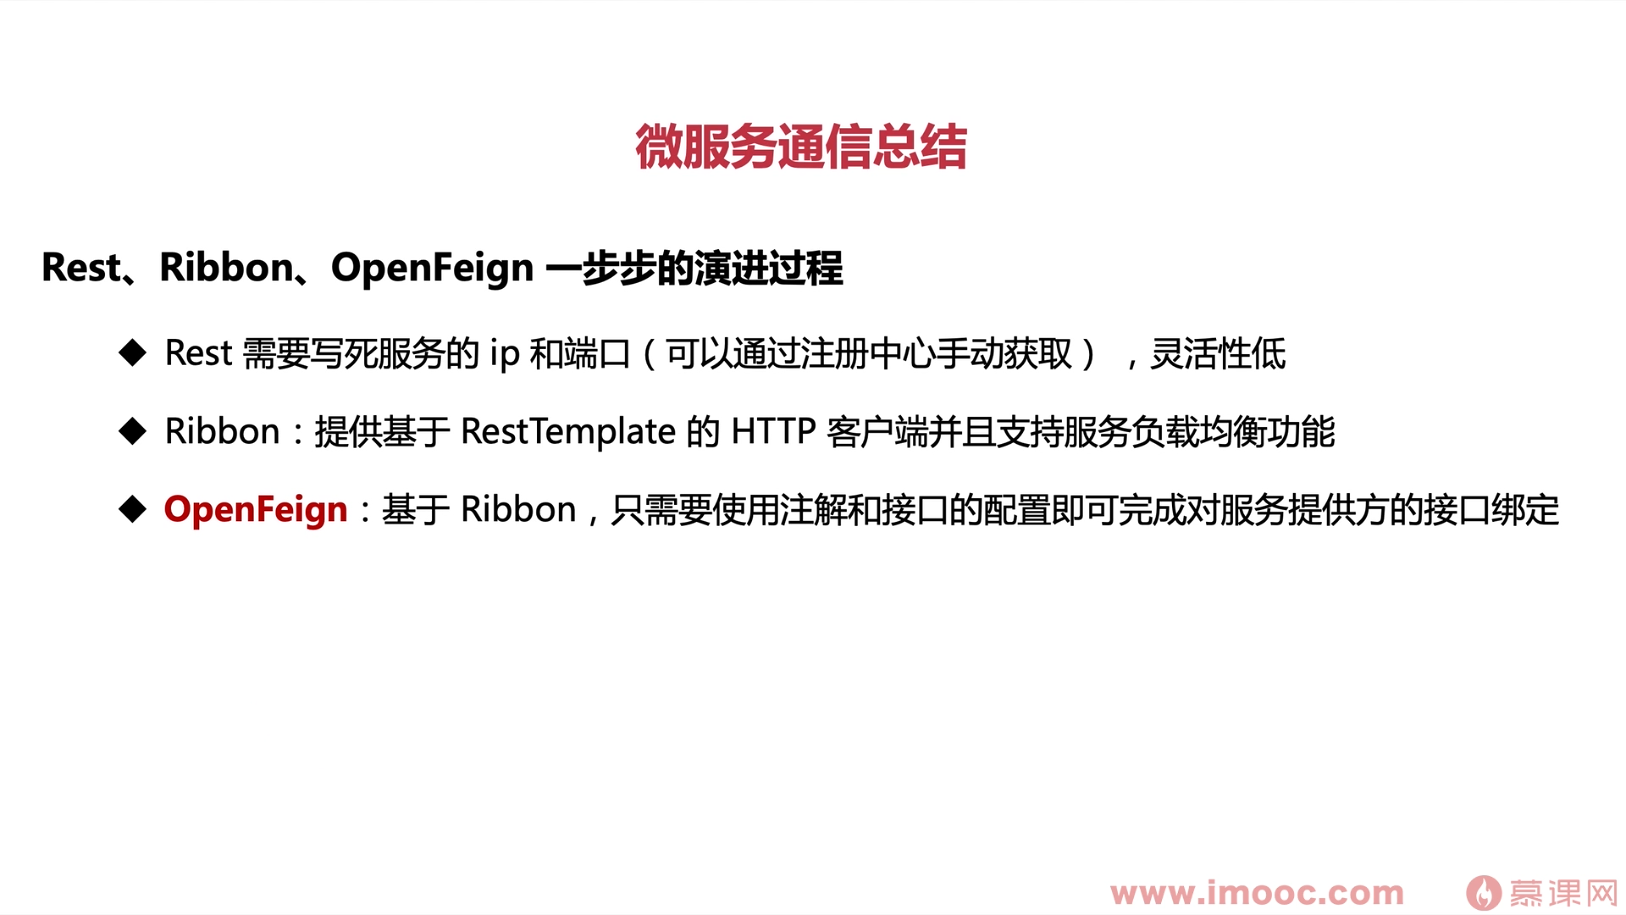 微服务通信总结
Rest、Ribbon、OpenFeign 一步步的演进过程
◆ Rest 需要写死服务的 ip 和端口（可以通过注册中心手动获取），灵活性低
◆ Ribbon：提供基于 RestTemplate 的 HTTP 客户端并且支持服务负载均衡功能
◆ OpenFeign：基于 Ribbon，只需要使用注解和接口的配置即可完成对服务提供方的接口绑定
www.imooc.com 慕课网